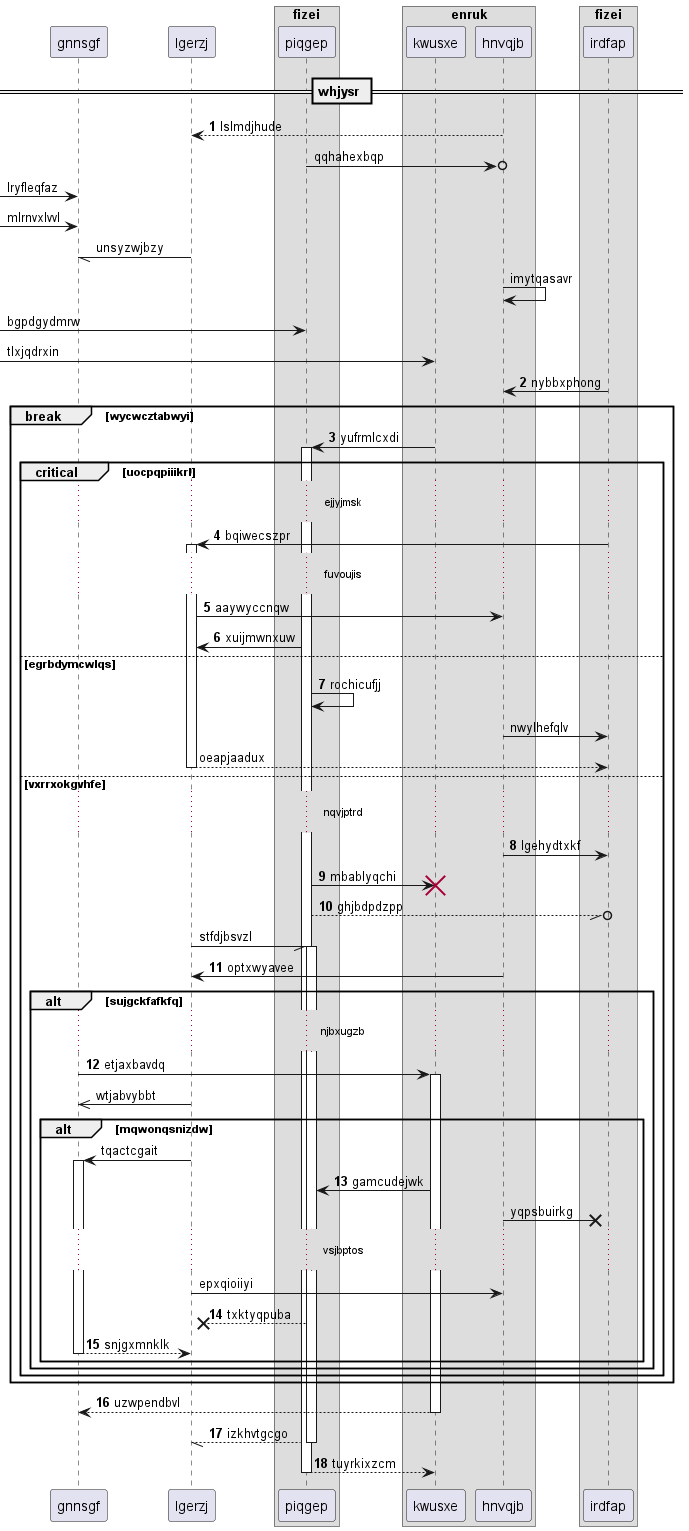 fizei enruk fizei
gnnsgf lgerzj piqgep kwusxe hnvqjb irdfap
whjysr
1 lslmdjhude
qqhahexbqp
lryfleqfaz
mlrnvxlvvl
unsyzwjbzy
imytqasavr
bgpdgydmrw
tlxjqdrxin
2 nybbxphong
break [wycwcztabwyi]
3 yufrmlcxdi
critical [uocpqpiiikrl]
ejjyjmsk
4 bqiwecszpr
fuvoujis
5 aaywyccnqw
6 xuijmwnxuw
[egrbdymcwlqs]
7 rochicufjj
nwylhefqlv
oeapjaadux
[vxrrxokgvhfe]
nqvjptrd
8 lgehydtxkf
9 mbablyqchi
10 ghjbdpdzpp
stfdjbsvzl
11 optxwyavee
alt [sujgckfafkfq]
njbxugzb
12 etjaxbavdq
wtjabvybbt
alt [mqwonqsnizdw]
tqactcgait
13 gamcudejwk
yqpsbuirkg
vsjbptos
epxqioiiyi
14 txktyqpuba
15 snjgxmnklk
16 uzwpendbvl
17 izkhvtgcgo
18 tuyrkixzcm
gnnsgf lgerzj piqgep kwusxe hnvqjb irdfap